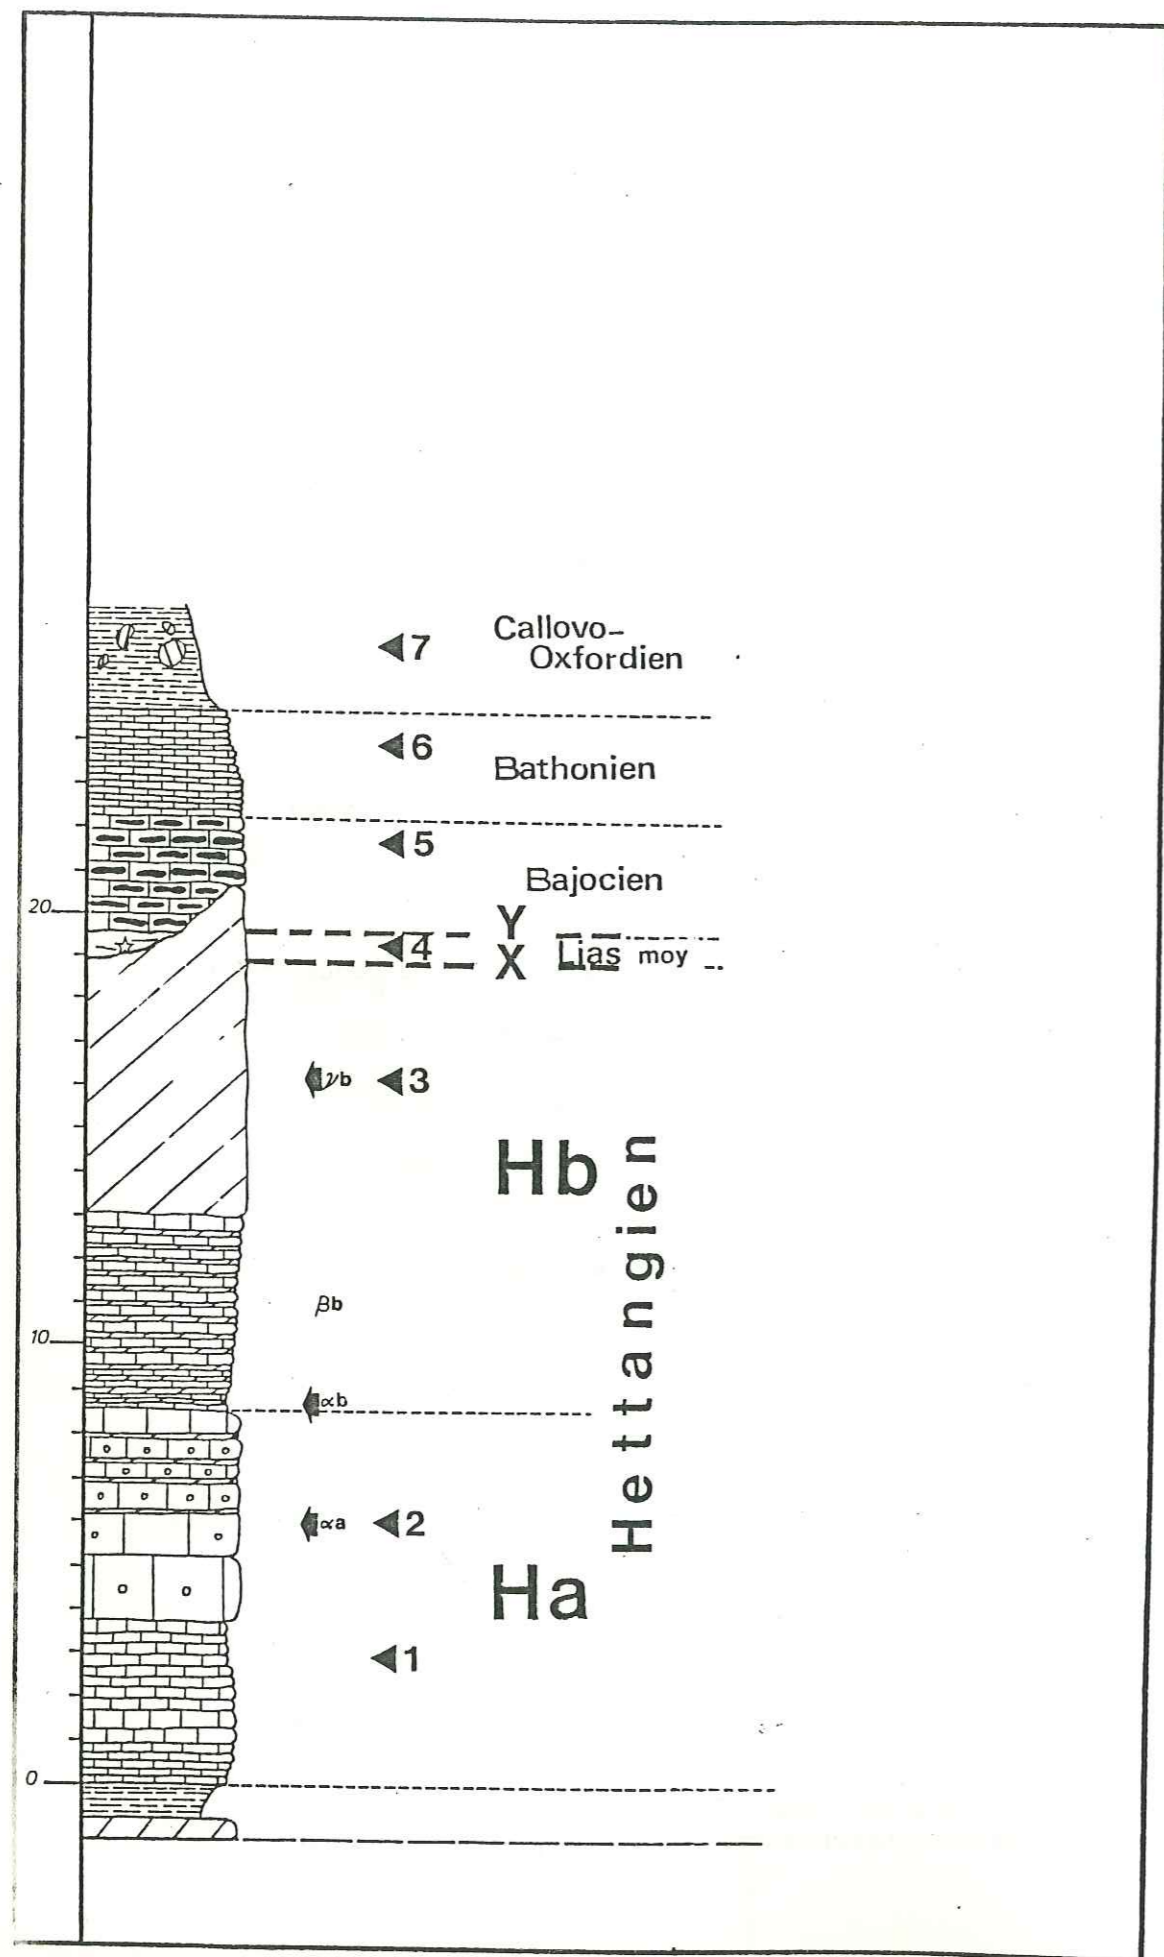 7
Callovo-
Oxfordien
6
Bathonien
5
Bajocien
20
Y
4
Lias moy
X
γb
3
Hb
Hettangien
βb
10
αb
αa
2
Ha
1
0